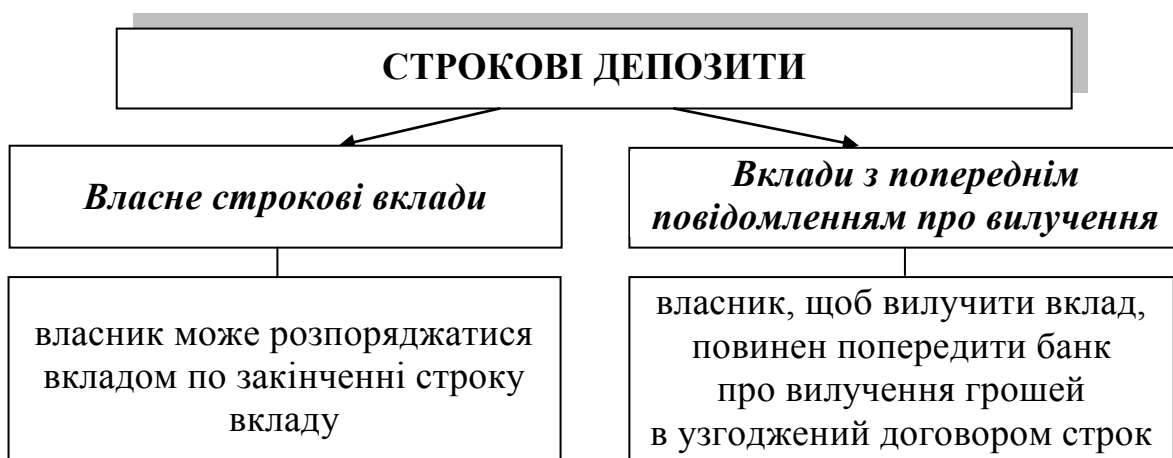 СТРОКОВІ ДЕПОЗИТИ
Власне строкові вклади
Вклади з попереднім
повідомленням про вилучення
власник може розпоряджатися
вкладом по закінченні строку
вкладу
власник, щоб вилучити вклад,
повинен попередити банк
про вилучення грошей
в узгоджений договором строк